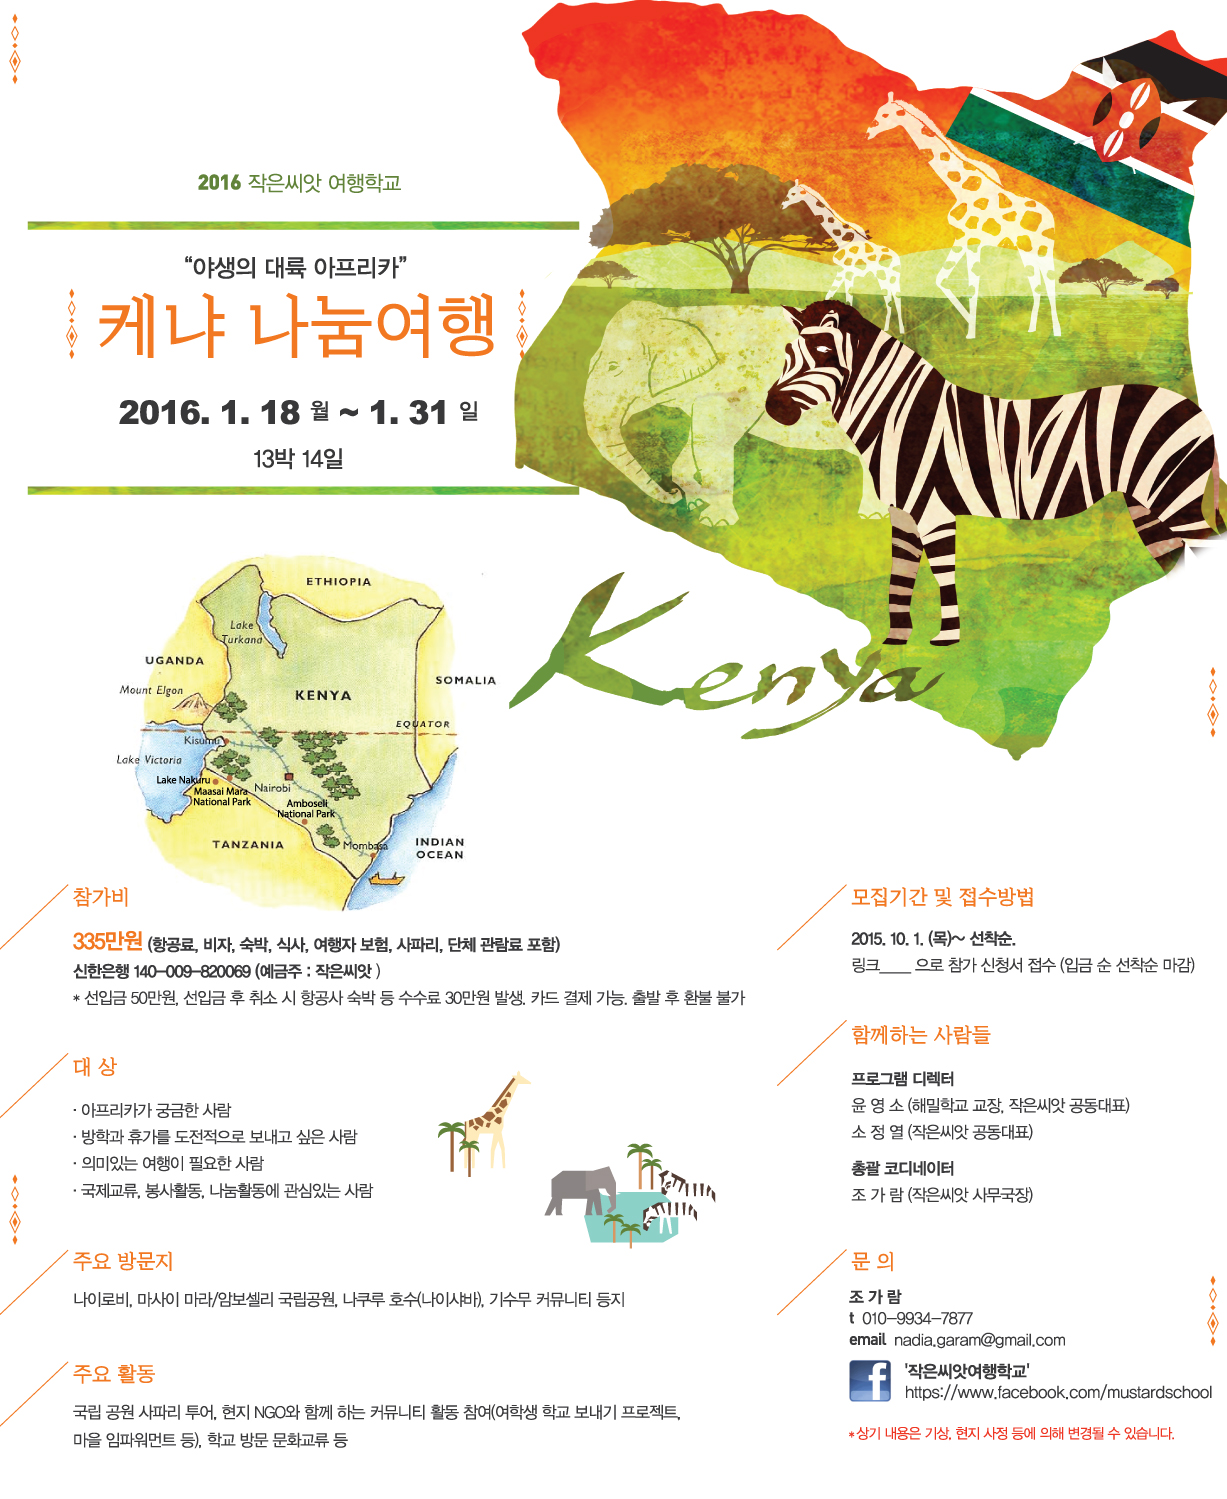 2016 작은씨앗 여행학교
“야생의 대륙 아프리카”
케냐 나눔여행
2016. 1. 18 월 ~ 1. 31 일
13박 14일
Kenya
ETHIOPIA
Lake
Turkana
UGANDA
SOMALIA
Mount Elgon
KENYA
EQUATOR
Kisumu
Lake Victoria
Lake Nakuru
Maasai Mara
National Park
Nairobi
Amboseli
National Park
TANZANIA
Mombasa
INDIAN
OCEAN
참가비
335만원 (항공료, 비자, 숙박, 식사, 여행자 보험, 사파리, 단체 관람료 포함)
신한은행 140-009-820069 (예금주 : 작은씨앗 )
* 선입금 50만원, 선입금 후 취소 시 항공사 숙박 등 수수료 30만원 발생. 카드 결제 가능. 출발 후 환불 불가
대 상
· 아프리카가 궁금한 사람
· 방학과 휴가를 도전적으로 보내고 싶은 사람
· 의미있는 여행이 필요한 사람
· 국제교류, 봉사활동, 나눔활동에 관심있는 사람
주요 방문지
나이로비, 마사이 마라/암보셀리 국립공원, 나쿠루 호수(나이샤바), 기수무 커뮤니티 등지
주요 활동
국립 공원 사파리 투어, 현지 NGO와 함께 하는 커뮤니티 활동 참여(여학생 학교 보내기 프로젝트,
마을 임파워먼트 등), 학교 방문 문화교류 등
모집기간 및 접수방법
2015. 10. 1. (목)~ 선착순.
링크____ 으로 참가 신청서 접수 (입금 순 선착순 마감)
함께하는 사람들
프로그램 디렉터
윤 영 소 (해밀학교 교장, 작은씨앗 공동대표)
소 정 열 (작은씨앗 공동대표)
총괄 코디네이터
조 가 람 (작은씨앗 사무국장)
문 의
조 가 람
t 010-9934-7877
email nadia.garam@gmail.com
'작은씨앗여행학교'
https://www.facebook.com/mustardschool
* 상기 내용은 기상, 현지 사정 등에 의해 변경될 수 있습니다.